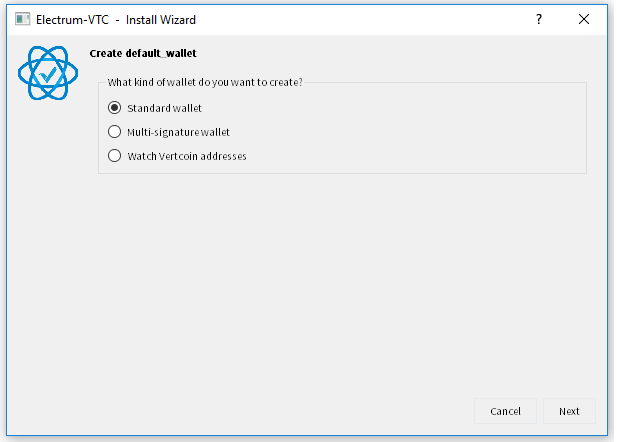 Electrum-VTC - Install Wizard
?
Create default_wallet
What kind of wallet do you want to create?
Standard wallet
Multi-signature wallet
Watch Vertcoin addresses
Cancel
Next